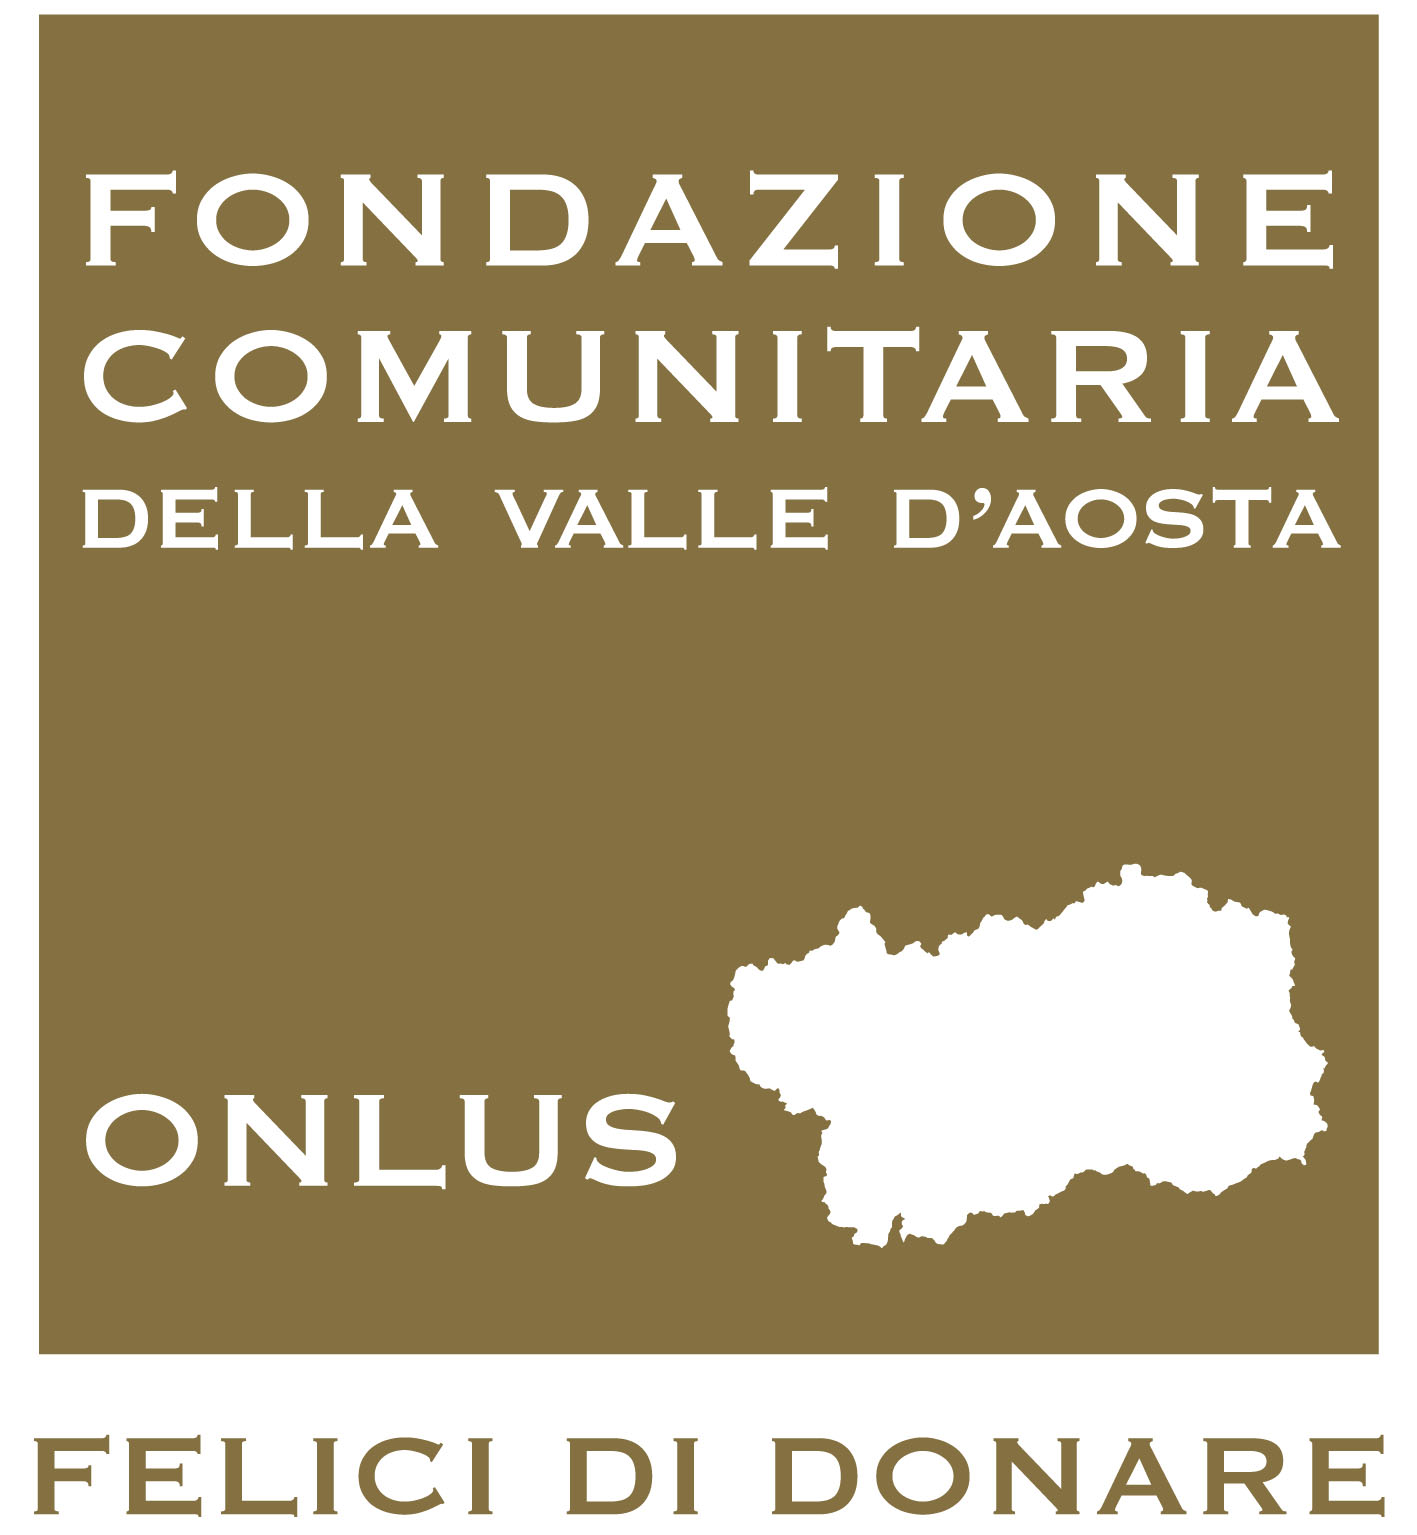 FONDAZIONE
COMUNITARIA
DELLA VALLE D’AOSTA
ONLUS
FELICI DI DONARE